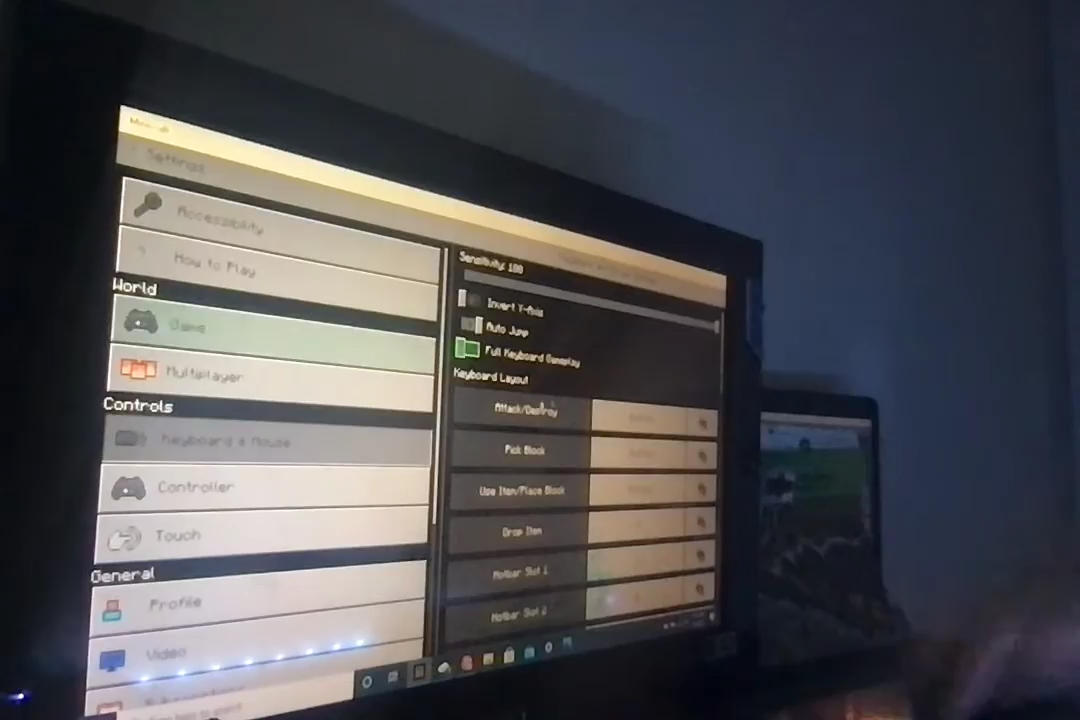 Minecraft
Settings
Accessibility
How to Play
World
Game
Multiplayer
Controls
Keyboard & Mouse
Controller
Touch
General
Profile
Video
Sensitivity: 100
Invert Y-Axis
Auto Jump
Full Keyboard Gameplay
Keyboard Layout
Attack/Destroy
Pick Block
Use Item/Place Block
Drop Item
Hotbar Slot 1
Hotbar Slot 2